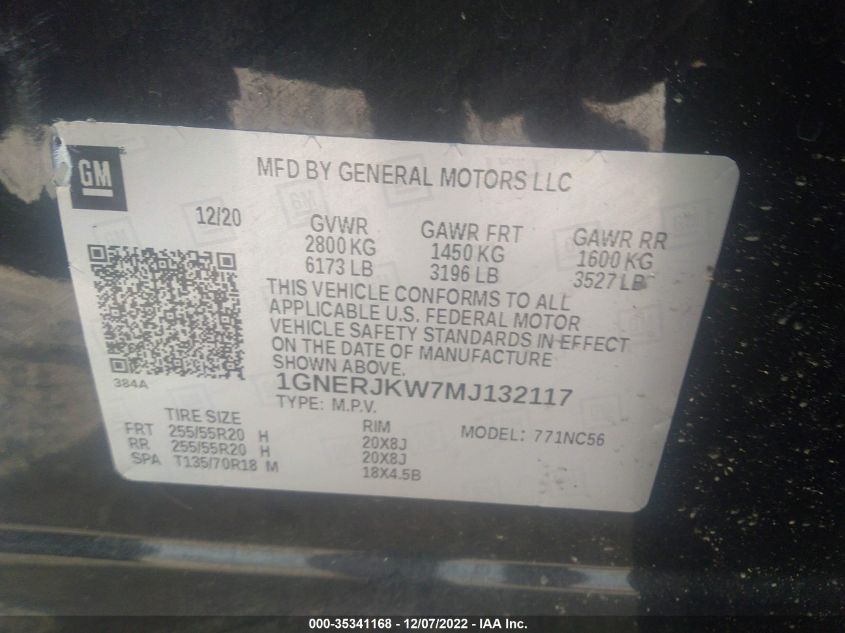 GM
MFD BY GENERAL MOTORS LLC
12/20
GVWR GAWR FRT GAWR RR
2800 KG 1450 KG 1600 KG
6173 LB 3196 LB 3527 LB
THIS VEHICLE CONFORMS TO ALL
APPLICABLE U.S. FEDERAL MOTOR
VEHICLE SAFETY STANDARDS IN EFFECT
ON THE DATE OF MANUFACTURE
SHOWN ABOVE.
384A
1GNERJKW7MJ132117
TYPE: M.P.V.
TIRE SIZE RIM MODEL: 771NC56
FRT 255/55R20 H 20X8J
RR 255/55R20 H 20X8J
SPA T135/70R18 M 18X4.5B
000-35341168 - 12/07/2022 - IAA Inc.